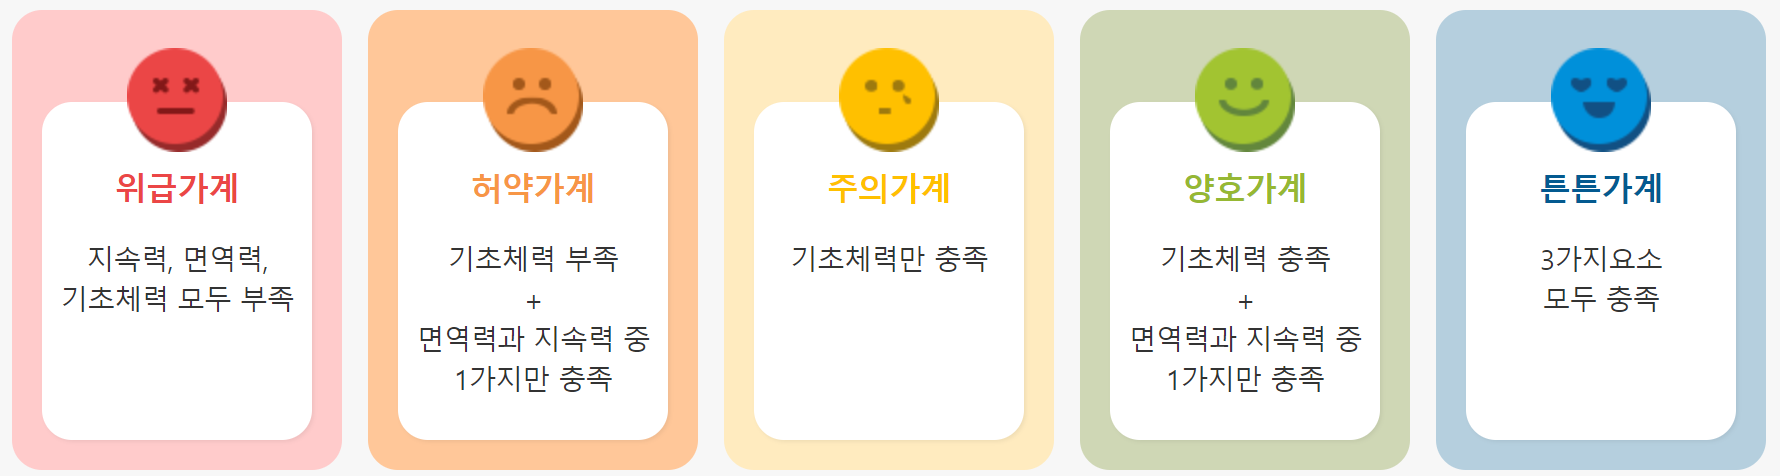 위급가계
지속력, 면역력,
기초체력 모두 부족
허약가계
기초체력 부족
+
면역력과 지속력 중
1가지만 충족
주의가계
기초체력만 충족
양호가계
기초체력 충족
+
면역력과 지속력 중
1가지만 충족
튼튼가계
3가지요소
모두 충족